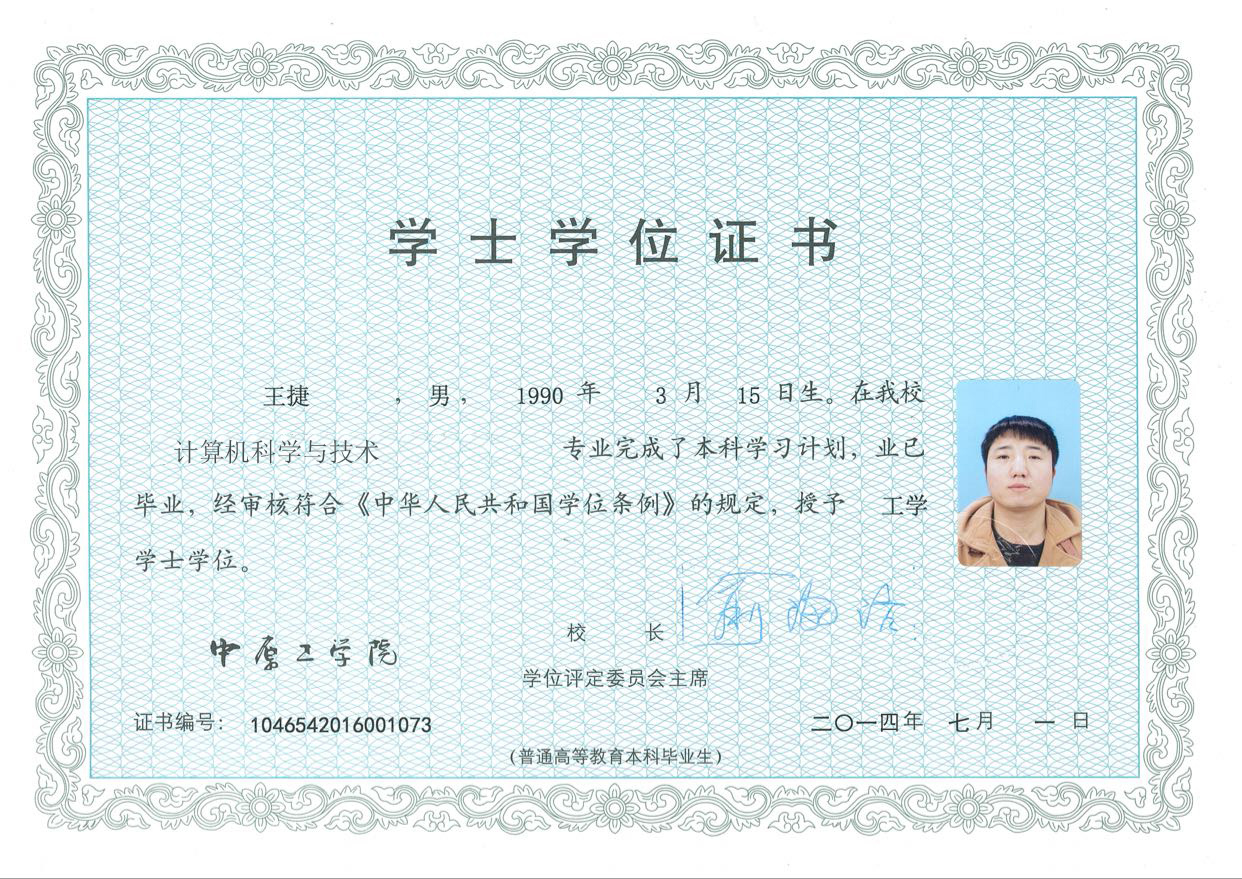 学士学位证书
王捷 ，男， 1990 年 3 月 15 日生。在我校
计算机科学与技术 专业完成了本科学习计划，业已
毕业，经审核符合《中华人民共和国学位条例》的规定，授予 工学
学士学位。
中原工学院
校 长
学位评定委员会主席
证书编号： 1046542016001073
二〇一四年 七月 一 日
(普通高等教育本科毕业生)